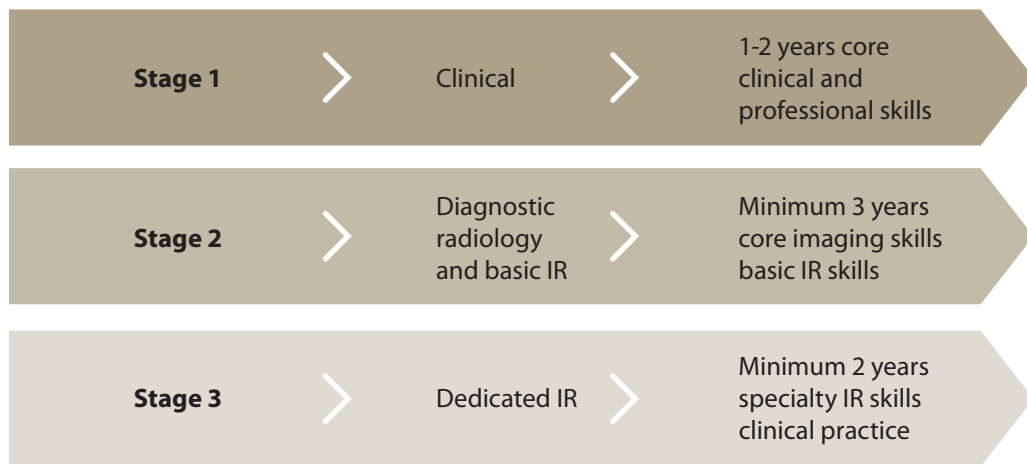 Stage 1
Clinical
1-2 years core
clinical and
professional skills
Stage 2
Diagnostic
radiology
and basic IR
Minimum 3 years
core imaging skills
basic IR skills
Stage 3
Dedicated IR
Minimum 2 years
specialty IR skills
clinical practice